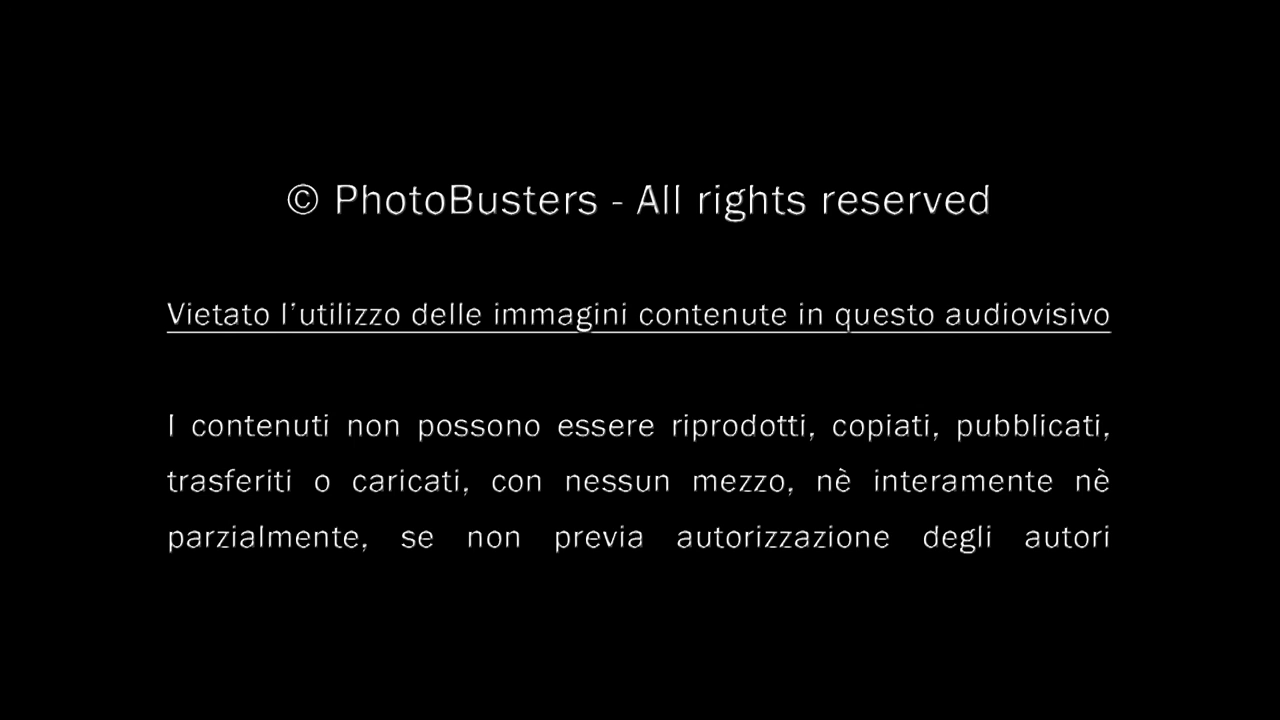 © PhotoBusters - All rights reserved
Vietato l'utilizzo delle immagini contenute in questo audiovisivo
I contenuti non possono essere riprodotti, copiati, pubblicati,
trasferiti o caricati, con nessun mezzo, nè interamente nè
parzialmente, se non previa autorizzazione degli autori